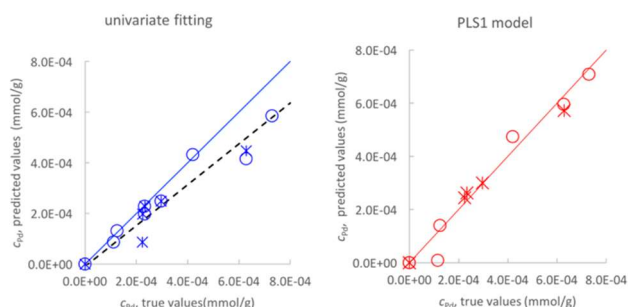 univariate fitting
c_Pd, predicted values (mmol/g)
8.0E-04
6.0E-04
4.0E-04
2.0E-04
0.0E+00
0.0E+00 2.0E-04 4.0E-04 6.0E-04 8.0E-04
c_Pd, true values(mmol/g)
PLS1 model
c_Pd, predicted values (mmol/g)
8.0E-04
6.0E-04
4.0E-04
2.0E-04
0.0E+00
0.0E+00 2.0E-04 4.0E-04 6.0E-04 8.0E-04
c_Pd, true values (mmol/g)